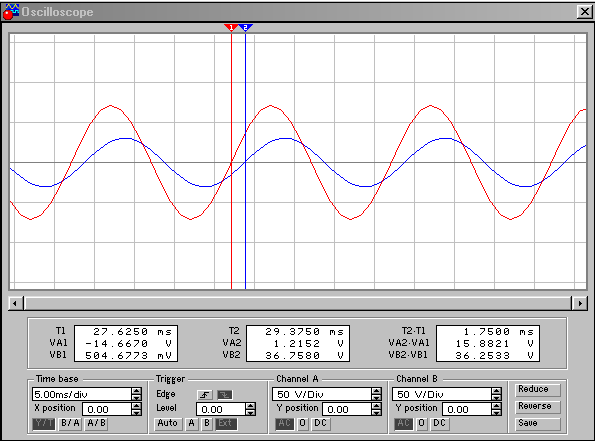 Oscilloscope
1 2
T1 27.6250 ms T2 29.3750 ms T2-T1 1.7500 ms
VA1 -14.6670 V VA2 1.2152 V VA2-VA1 15.8821 V
VB1 504.6773 mV VB2 36.7580 V VB2-VB1 36.2533 V
Time base Trigger Channel A Channel B Reduce
5.00ms/div Edge 50 V/Div 50 V/Div Reverse
X position 0.00 Level 0.00 Y position 0.00 Y position 0.00
Y/T B/A A/B Auto A B Ext AC 0 DC AC 0 DC Save